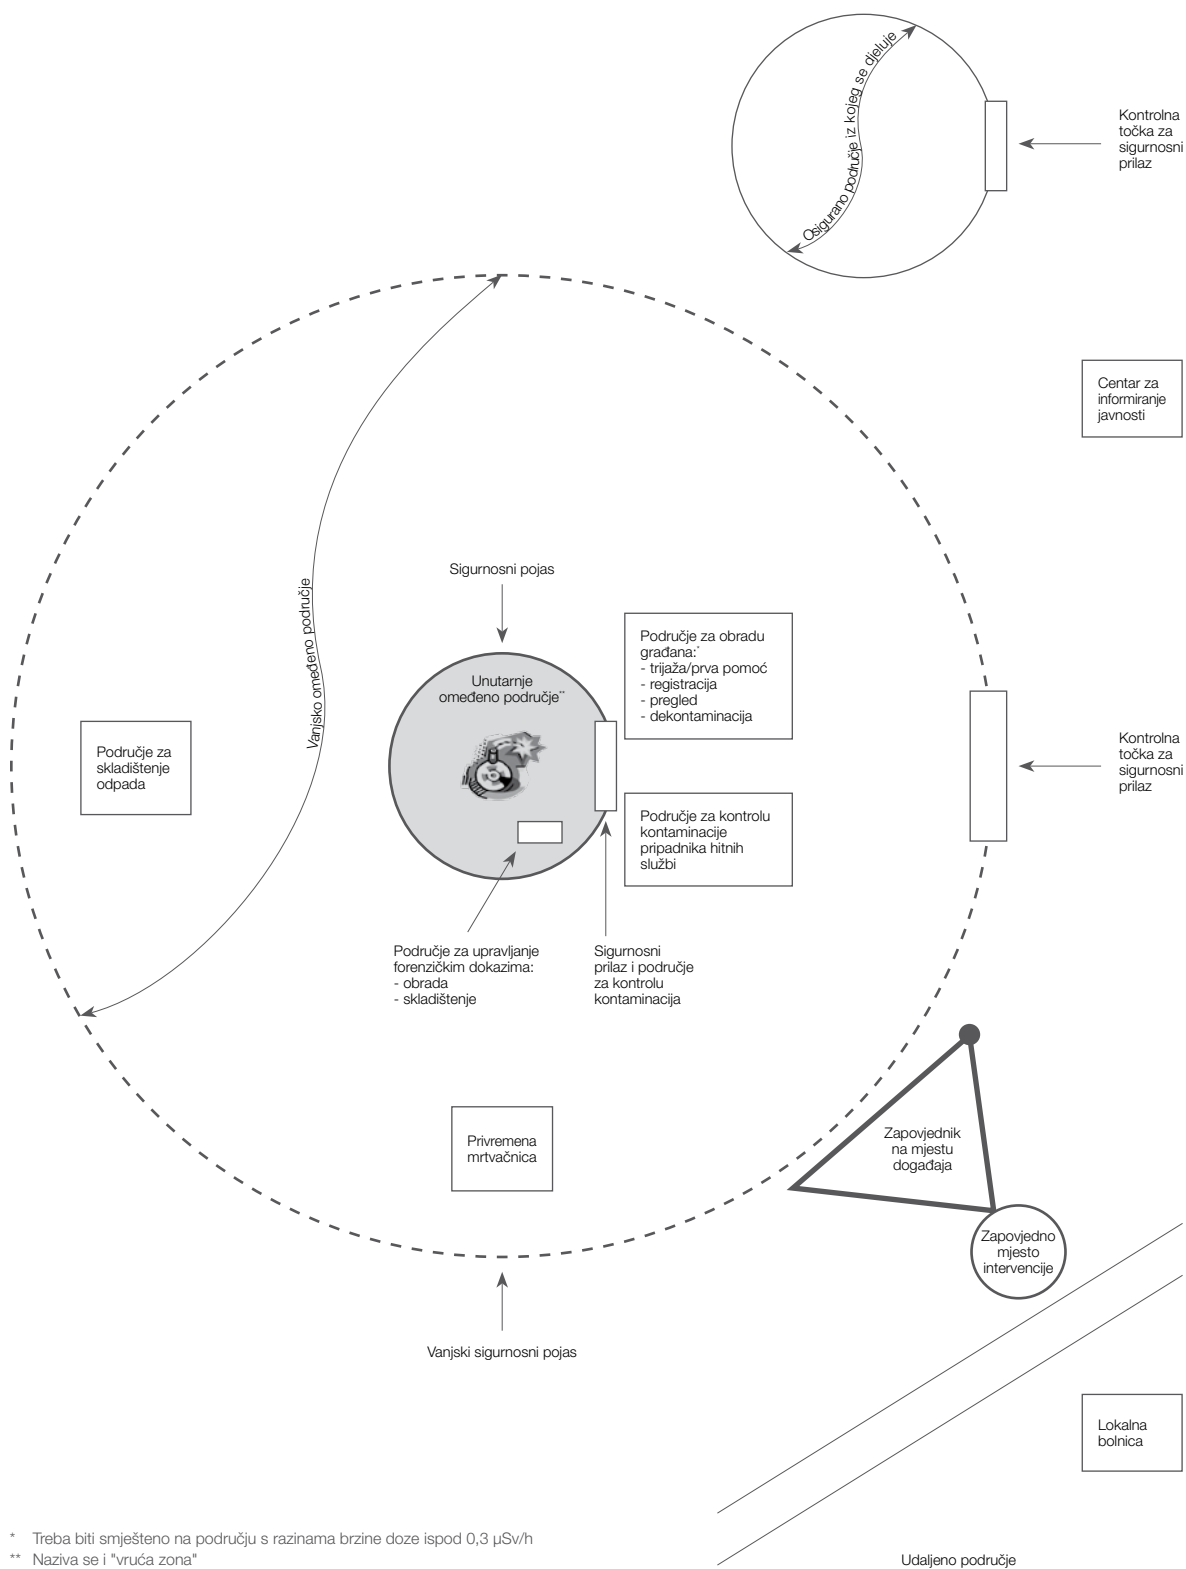 Osigurano područje iz kojeg se djeluje
Kontrolna
točka za
sigurnosni
prilaz
Centar za
informiranje
javnosti
Vanjsko omeđeno područje
Sigurnosni pojas
Unutarnje
omeđeno područje**
Područje za obradu
građana:*
- trijaža/prva pomoć
- registracija
- pregled
- dekontaminacija
Područje za
skladištenje
odpada
Kontrolna
točka za
sigurnosni
prilaz
Područje za kontrolu
kontaminacije
pripadnika hitnih
službi
Područje za upravljanje
forenzičkim dokazima:
- obrada
- skladištenje
Sigurnosni
prilaz i područje
za kontrolu
kontaminacija
Privremena
mrtvačnica
Zapovjednik
na mjestu
događaja
Zapovjedno
mjesto
intervencije
Vanjski sigurnosni pojas
Lokalna
bolnica
* Treba biti smješteno na području s razinama brzine doze ispod 0,3 µSv/h
** Naziva se i "vruća zona"
Udaljeno područje